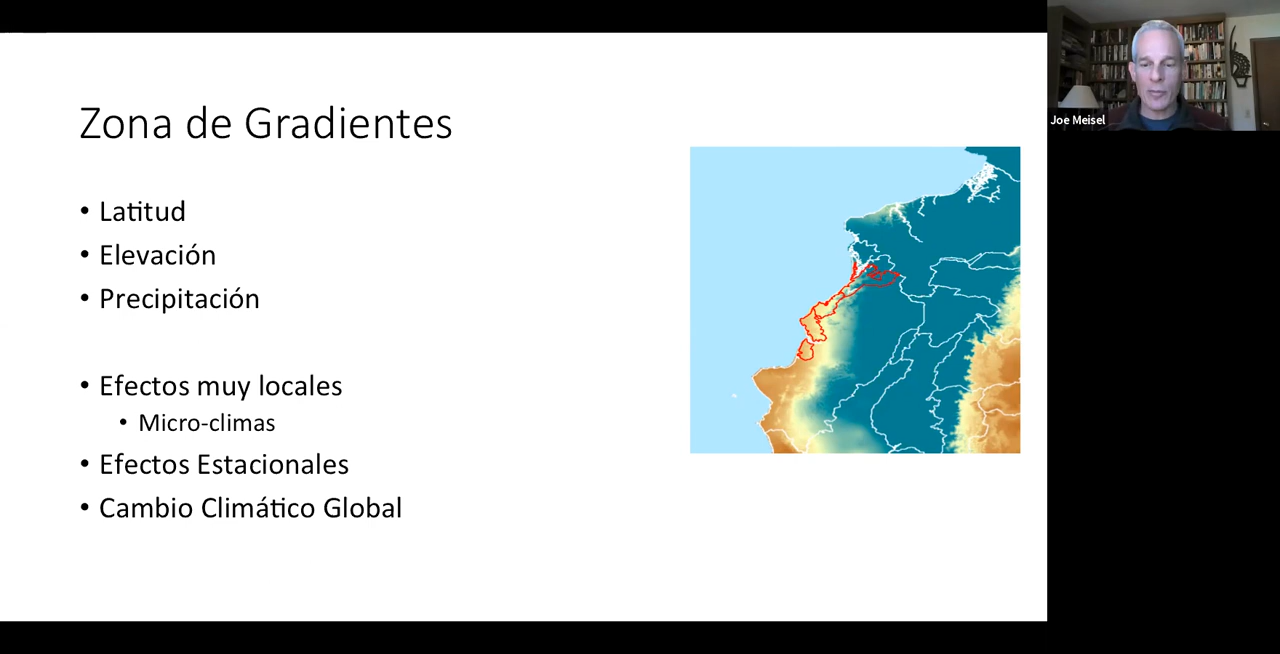 Zona de Gradientes
• Latitud
• Elevación
• Precipitación
• Efectos muy locales
• Micro-climas
• Efectos Estacionales
• Cambio Climático Global
Joe Meisel